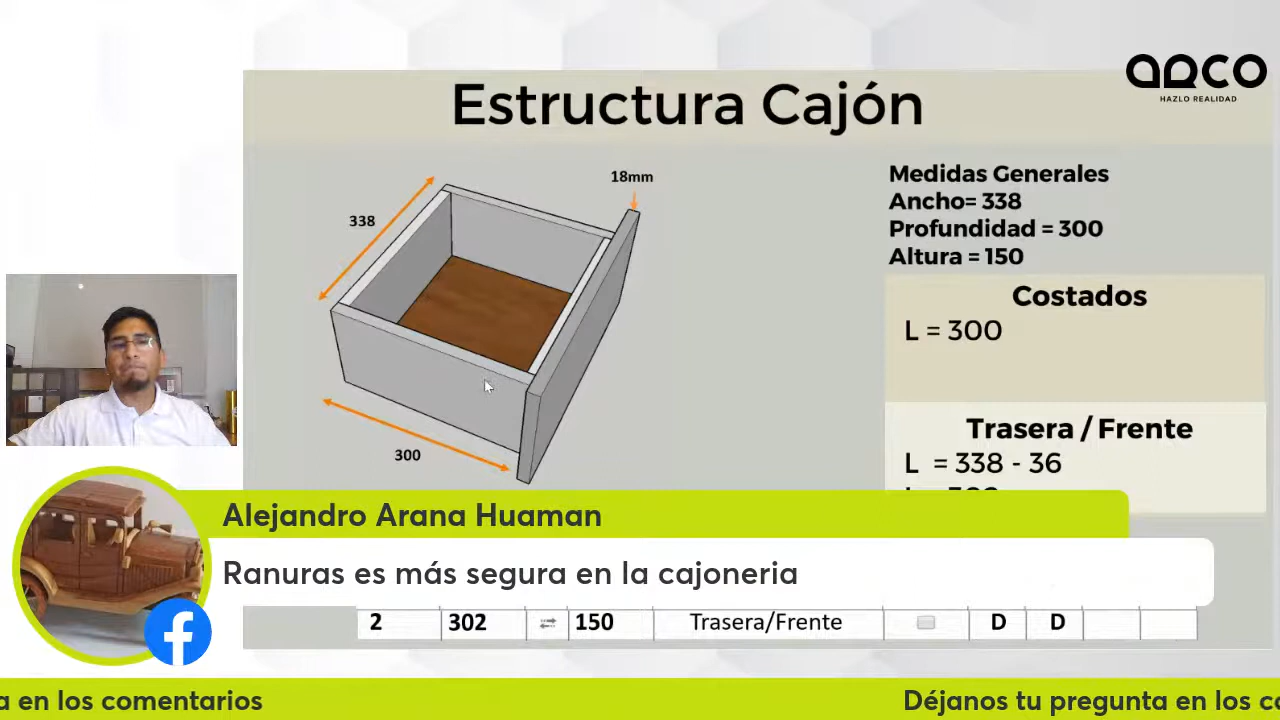 Estructura Cajón
ARCO
HAZLO REALIDAD
18mm
338
300
Medidas Generales
Ancho= 338
Profundidad = 300
Altura = 150
Costados
L = 300
Trasera / Frente
L = 338 - 36
Alejandro Arana Huaman
Ranuras es más segura en la cajoneria
2 302 150 Trasera/Frente D D
a en los comentarios
Déjanos tu pregunta en los co